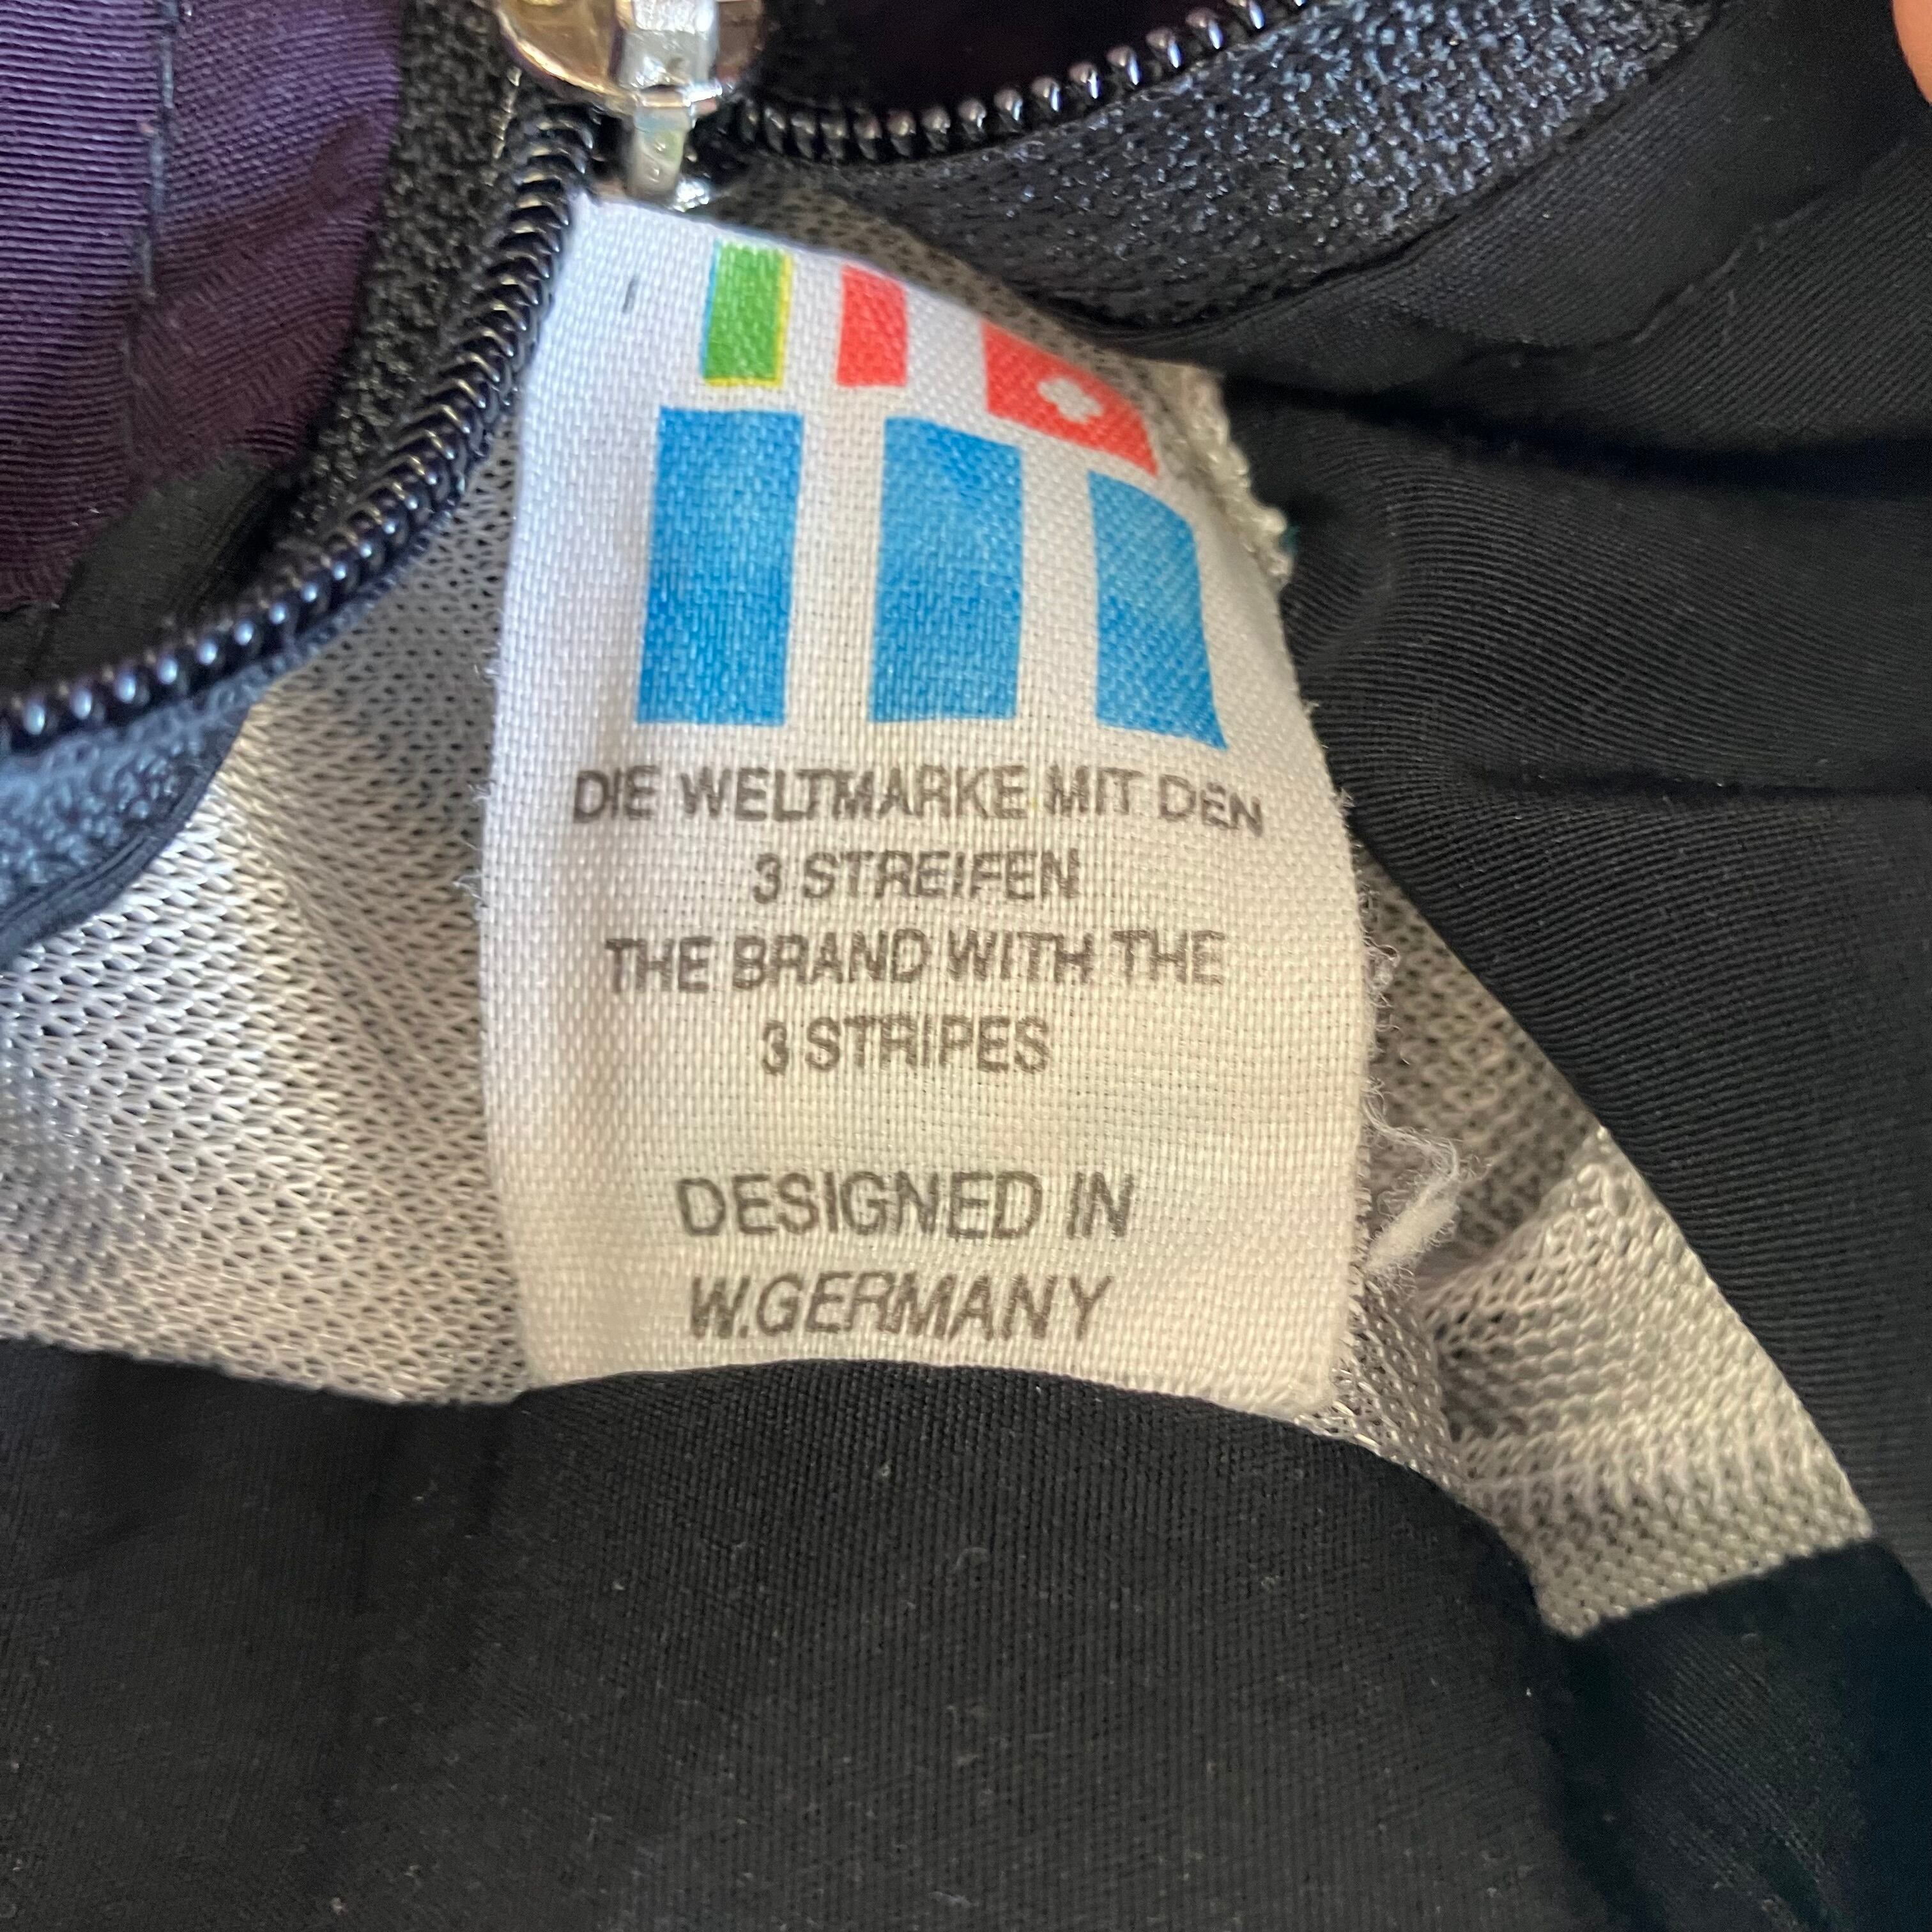 DIE WELTMARKE MIT DEN
3 STREIFEN
THE BRAND WITH THE
3 STRIPES
DESIGNED IN
W.GERMANY